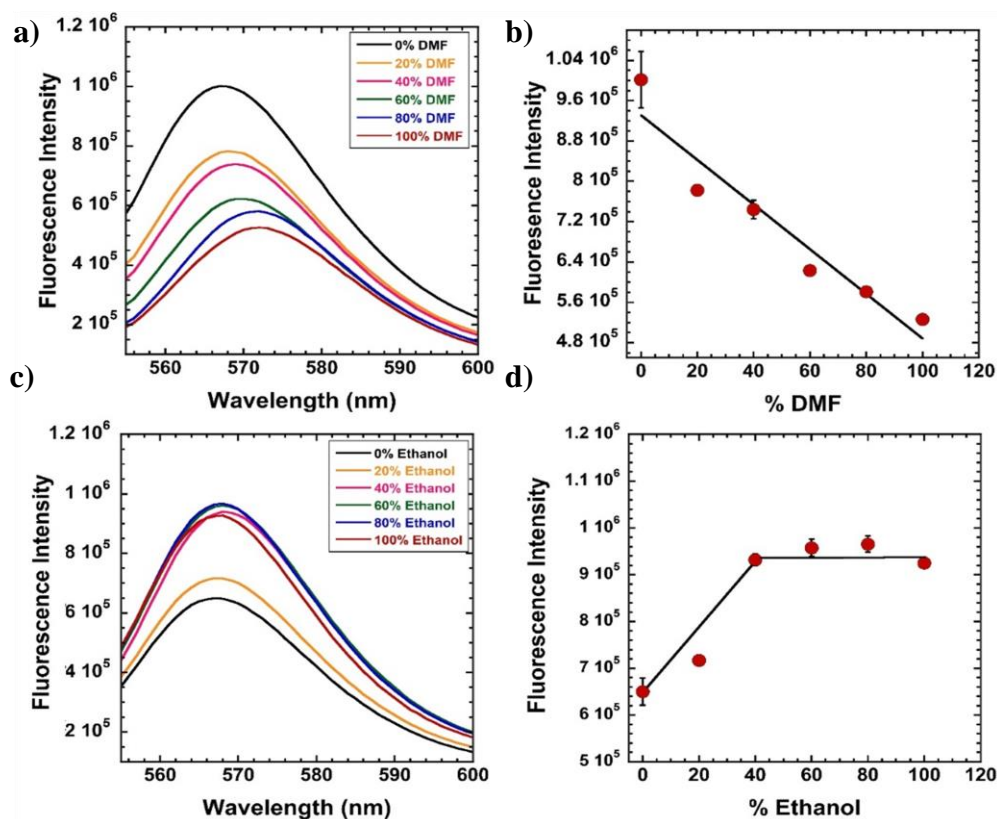 a)
Fluorescence Intensity
1.2 10⁶
1 10⁶
8 10⁵
6 10⁵
4 10⁵
2 10⁵
0% DMF
20% DMF
40% DMF
60% DMF
80% DMF
100% DMF
560 570 580 590 600
Wavelength (nm)
b)
Fluoresence Intensity
1.04 10⁶
9.6 10⁵
8.8 10⁵
8 10⁵
7.2 10⁵
6.4 10⁵
5.6 10⁵
4.8 10⁵
0 20 40 60 80 100 120
% DMF
c)
Fluorescence Intensity
1.2 10⁶
1 10⁶
8 10⁵
6 10⁵
4 10⁵
2 10⁵
0% Ethanol
20% Ethanol
40% Ethanol
60% Ethanol
80% Ethanol
100% Ethanol
560 570 580 590 600
Wavelength (nm)
d)
Fluorescence Intensity
1.2 10⁶
1.1 10⁶
1 10⁶
9 10⁵
8 10⁵
7 10⁵
6 10⁵
5 10⁵
0 20 40 60 80 100 120
% Ethanol